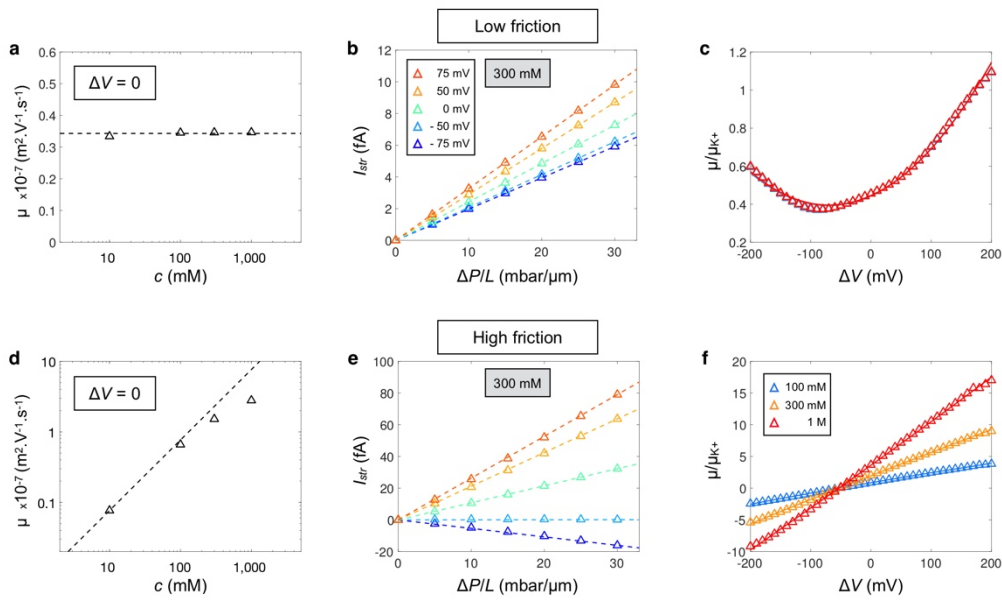 Low friction
a
ΔV = 0
μ x10-7 (m2.V-1.s-1)
0.6
0.5
0.4
0.3
0.2
0.1
0
10
100
1,000
c (mM)
b
75 mV
50 mV
0 mV
- 50 mV
- 75 mV
300 mM
Istr (fA)
12
10
8
6
4
2
0
0
10
20
30
ΔP/L (mbar/μm)
c
μ/μK+
1.2
1
0.8
0.6
0.4
0.2
-200
-100
0
100
200
ΔV (mV)
High friction
d
ΔV = 0
μ x10-7 (m2.V-1.s-1)
10
1
0.1
10
100
1,000
c (mM)
e
300 mM
Istr (fA)
100
80
60
40
20
0
-20
0
10
20
30
ΔP/L (mbar/μm)
f
100 mM
300 mM
1 M
μ/μK+
20
15
10
5
0
-5
-10
-200
-100
0
100
200
ΔV (mV)